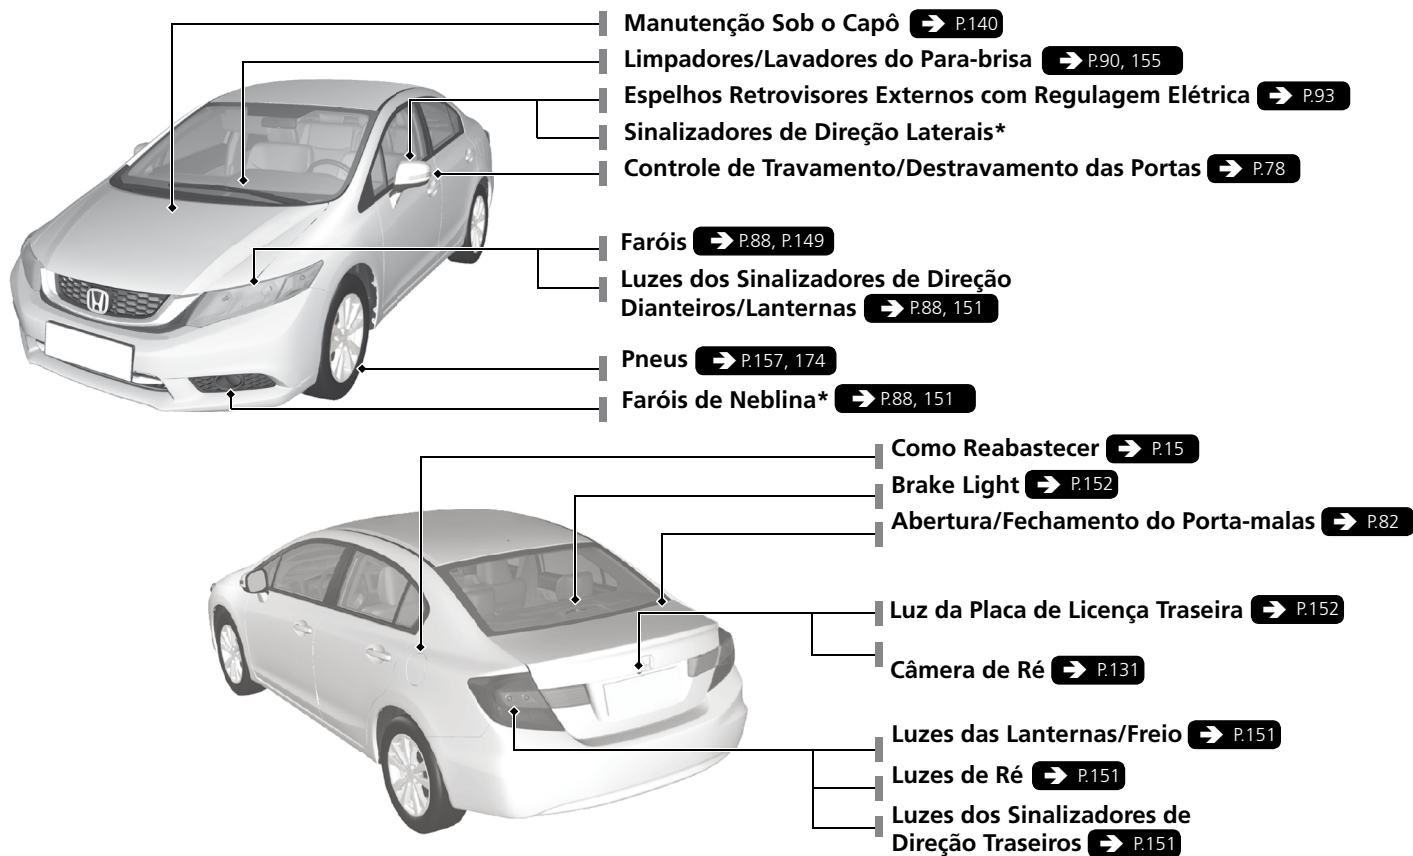 Manutenção Sob o Capô P.140
Limpadores/Lavadores do Para-brisa P.90, 155
Espelhos Retrovisores Externos com Regulagem Elétrica P.93
Sinalizadores de Direção Laterais*
Controle de Travamento/Destravamento das Portas P.78
Faróis P.88, P.149
Luzes dos Sinalizadores de Direção
Dianteiros/Lanternas P.88, 151
Pneus P.157, 174
Faróis de Neblina* P.88, 151
Como Reabastecer P.15
Brake Light P.152
Abertura/Fechamento do Porta-malas P.82
Luz da Placa de Licença Traseira P.152
Câmera de Ré P.131
Luzes das Lanternas/Freio P.151
Luzes de Ré P.151
Luzes dos Sinalizadores de
Direção Traseiros P.151